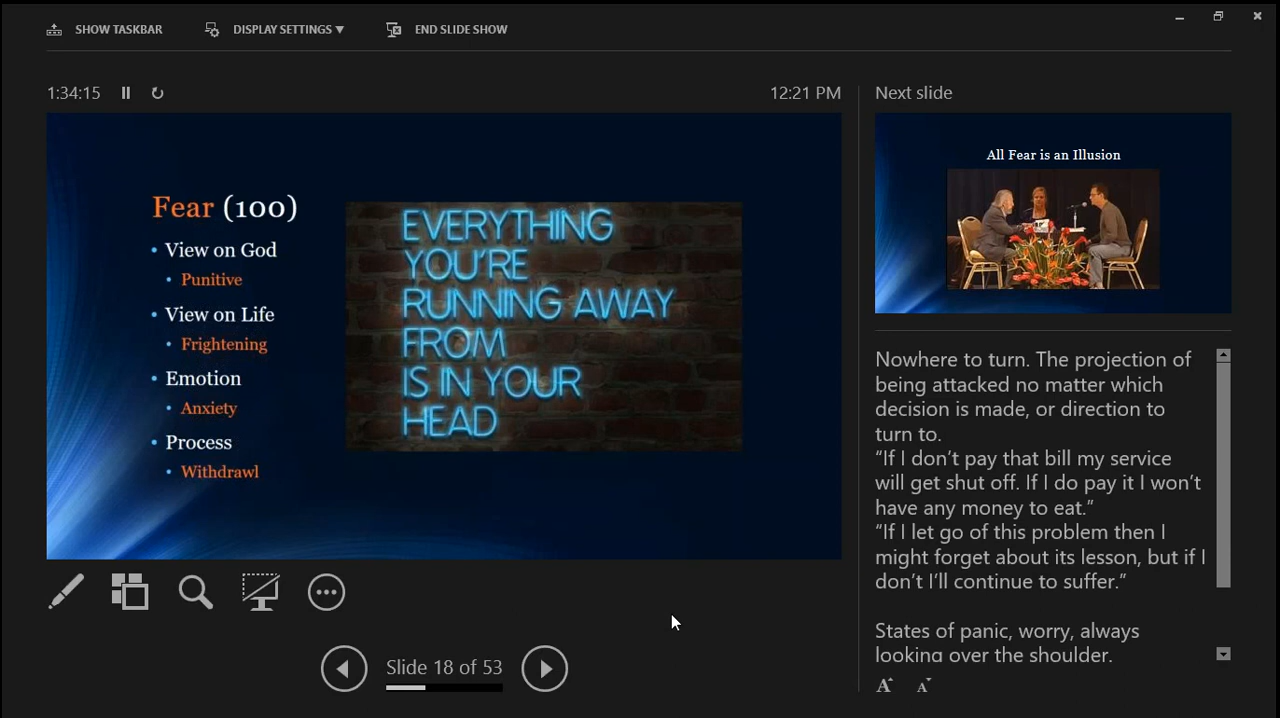 SHOW TASKBAR
DISPLAY SETTINGS ▼
END SLIDE SHOW
1:34:15
12:21 PM
Fear (100)
• View on God
• Punitive
• View on Life
• Frightening
• Emotion
• Anxiety
• Process
• Withdrawl
EVERYTHING
YOU'RE
RUNNING AWAY
FROM
IS IN YOUR
HEAD
Slide 18 of 53
Next slide
All Fear is an Illusion
Nowhere to turn. The projection of
being attacked no matter which
decision is made, or direction to
turn to.
“If I don’t pay that bill my service
will get shut off. If I do pay it I won’t
have any money to eat.”
“If I let go of this problem then I
might forget about its lesson, but if I
don’t I’ll continue to suffer.”
States of panic, worry, always
looking over the shoulder.
A
A